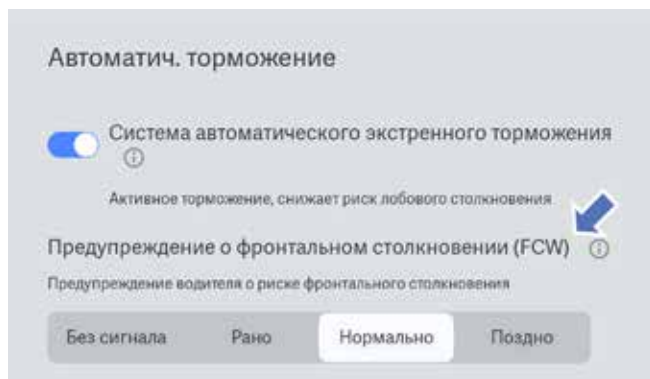 Автоматич. торможение
Система автоматического экстренного торможения
Активное торможение, снижает риск лобового столкновения
Предупреждение о фронтальном столкновении (FCW)
Предупреждение водителя о риске фронтального столкновения
Без сигнала Рано Нормально Поздно